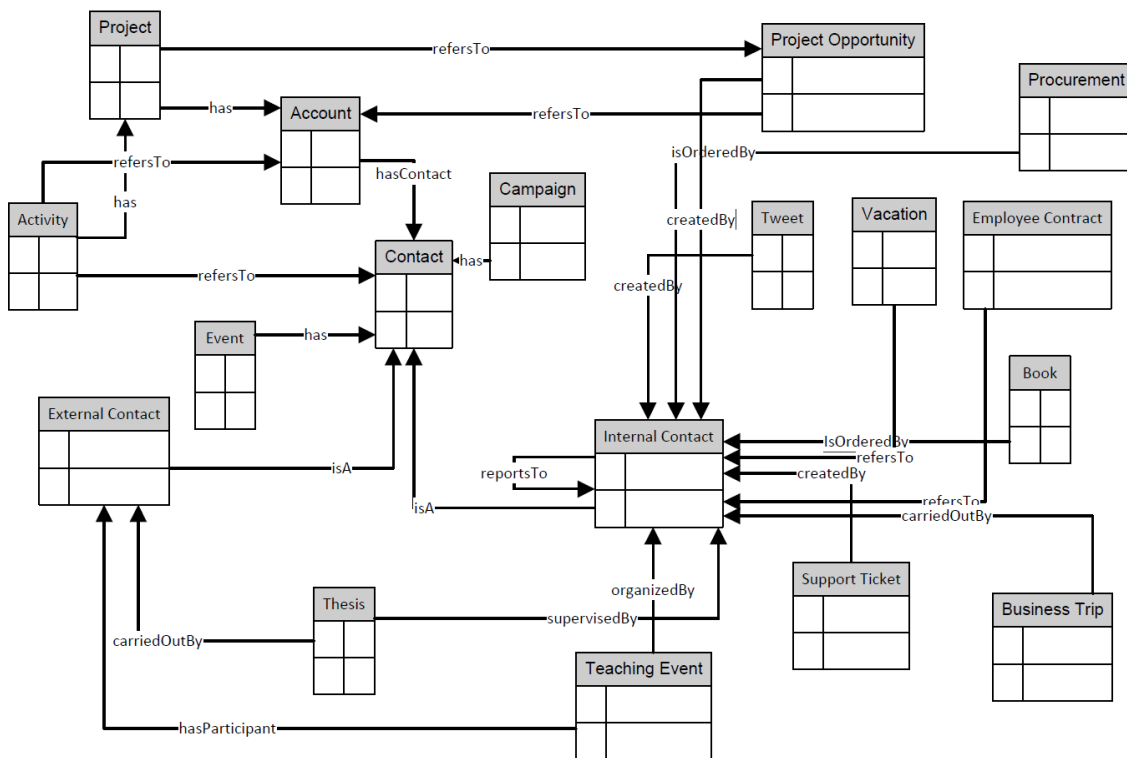 Project
refersTo
Project Opportunity
Procurement
has
Account
refersTo
isOrderedBy
refersTo
hasContact
Campaign
has
Activity
createdBy
Tweet
Vacation
Employee Contract
Contact
has
refersTo
createdBy
Event
has
Book
External Contact
Internal Contact
IsOrderedBy
refersTo
isA
reportsTo
createdBy
isA
refersTo
carriedOutBy
organizedBy
Support Ticket
Thesis
supervisedBy
Business Trip
carriedOutBy
Teaching Event
hasParticipant